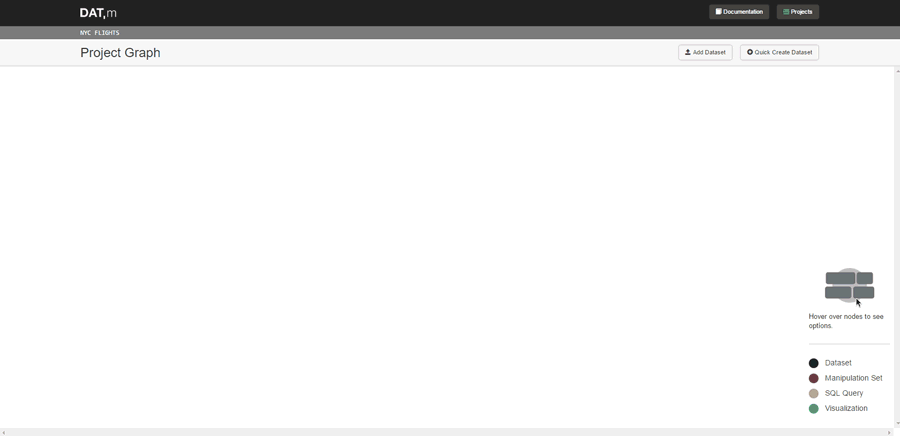 DAT,m
Documentation
Projects
NYC FLIGHTS
Project Graph
Add Dataset
Quick Create Dataset
Hover over nodes to see
options.
Dataset
Manipulation Set
SQL Query
Visualization